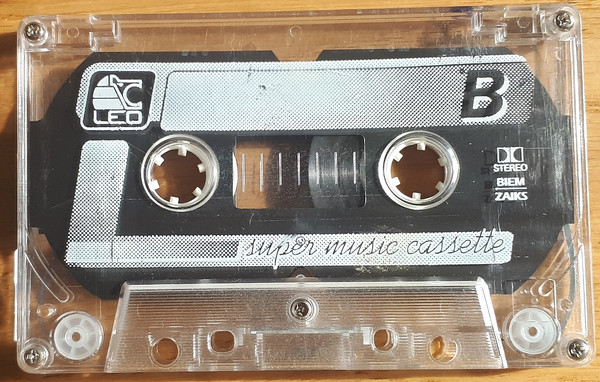 LEO
B
STEREO
BIEM
ZAIKS
super music cassette